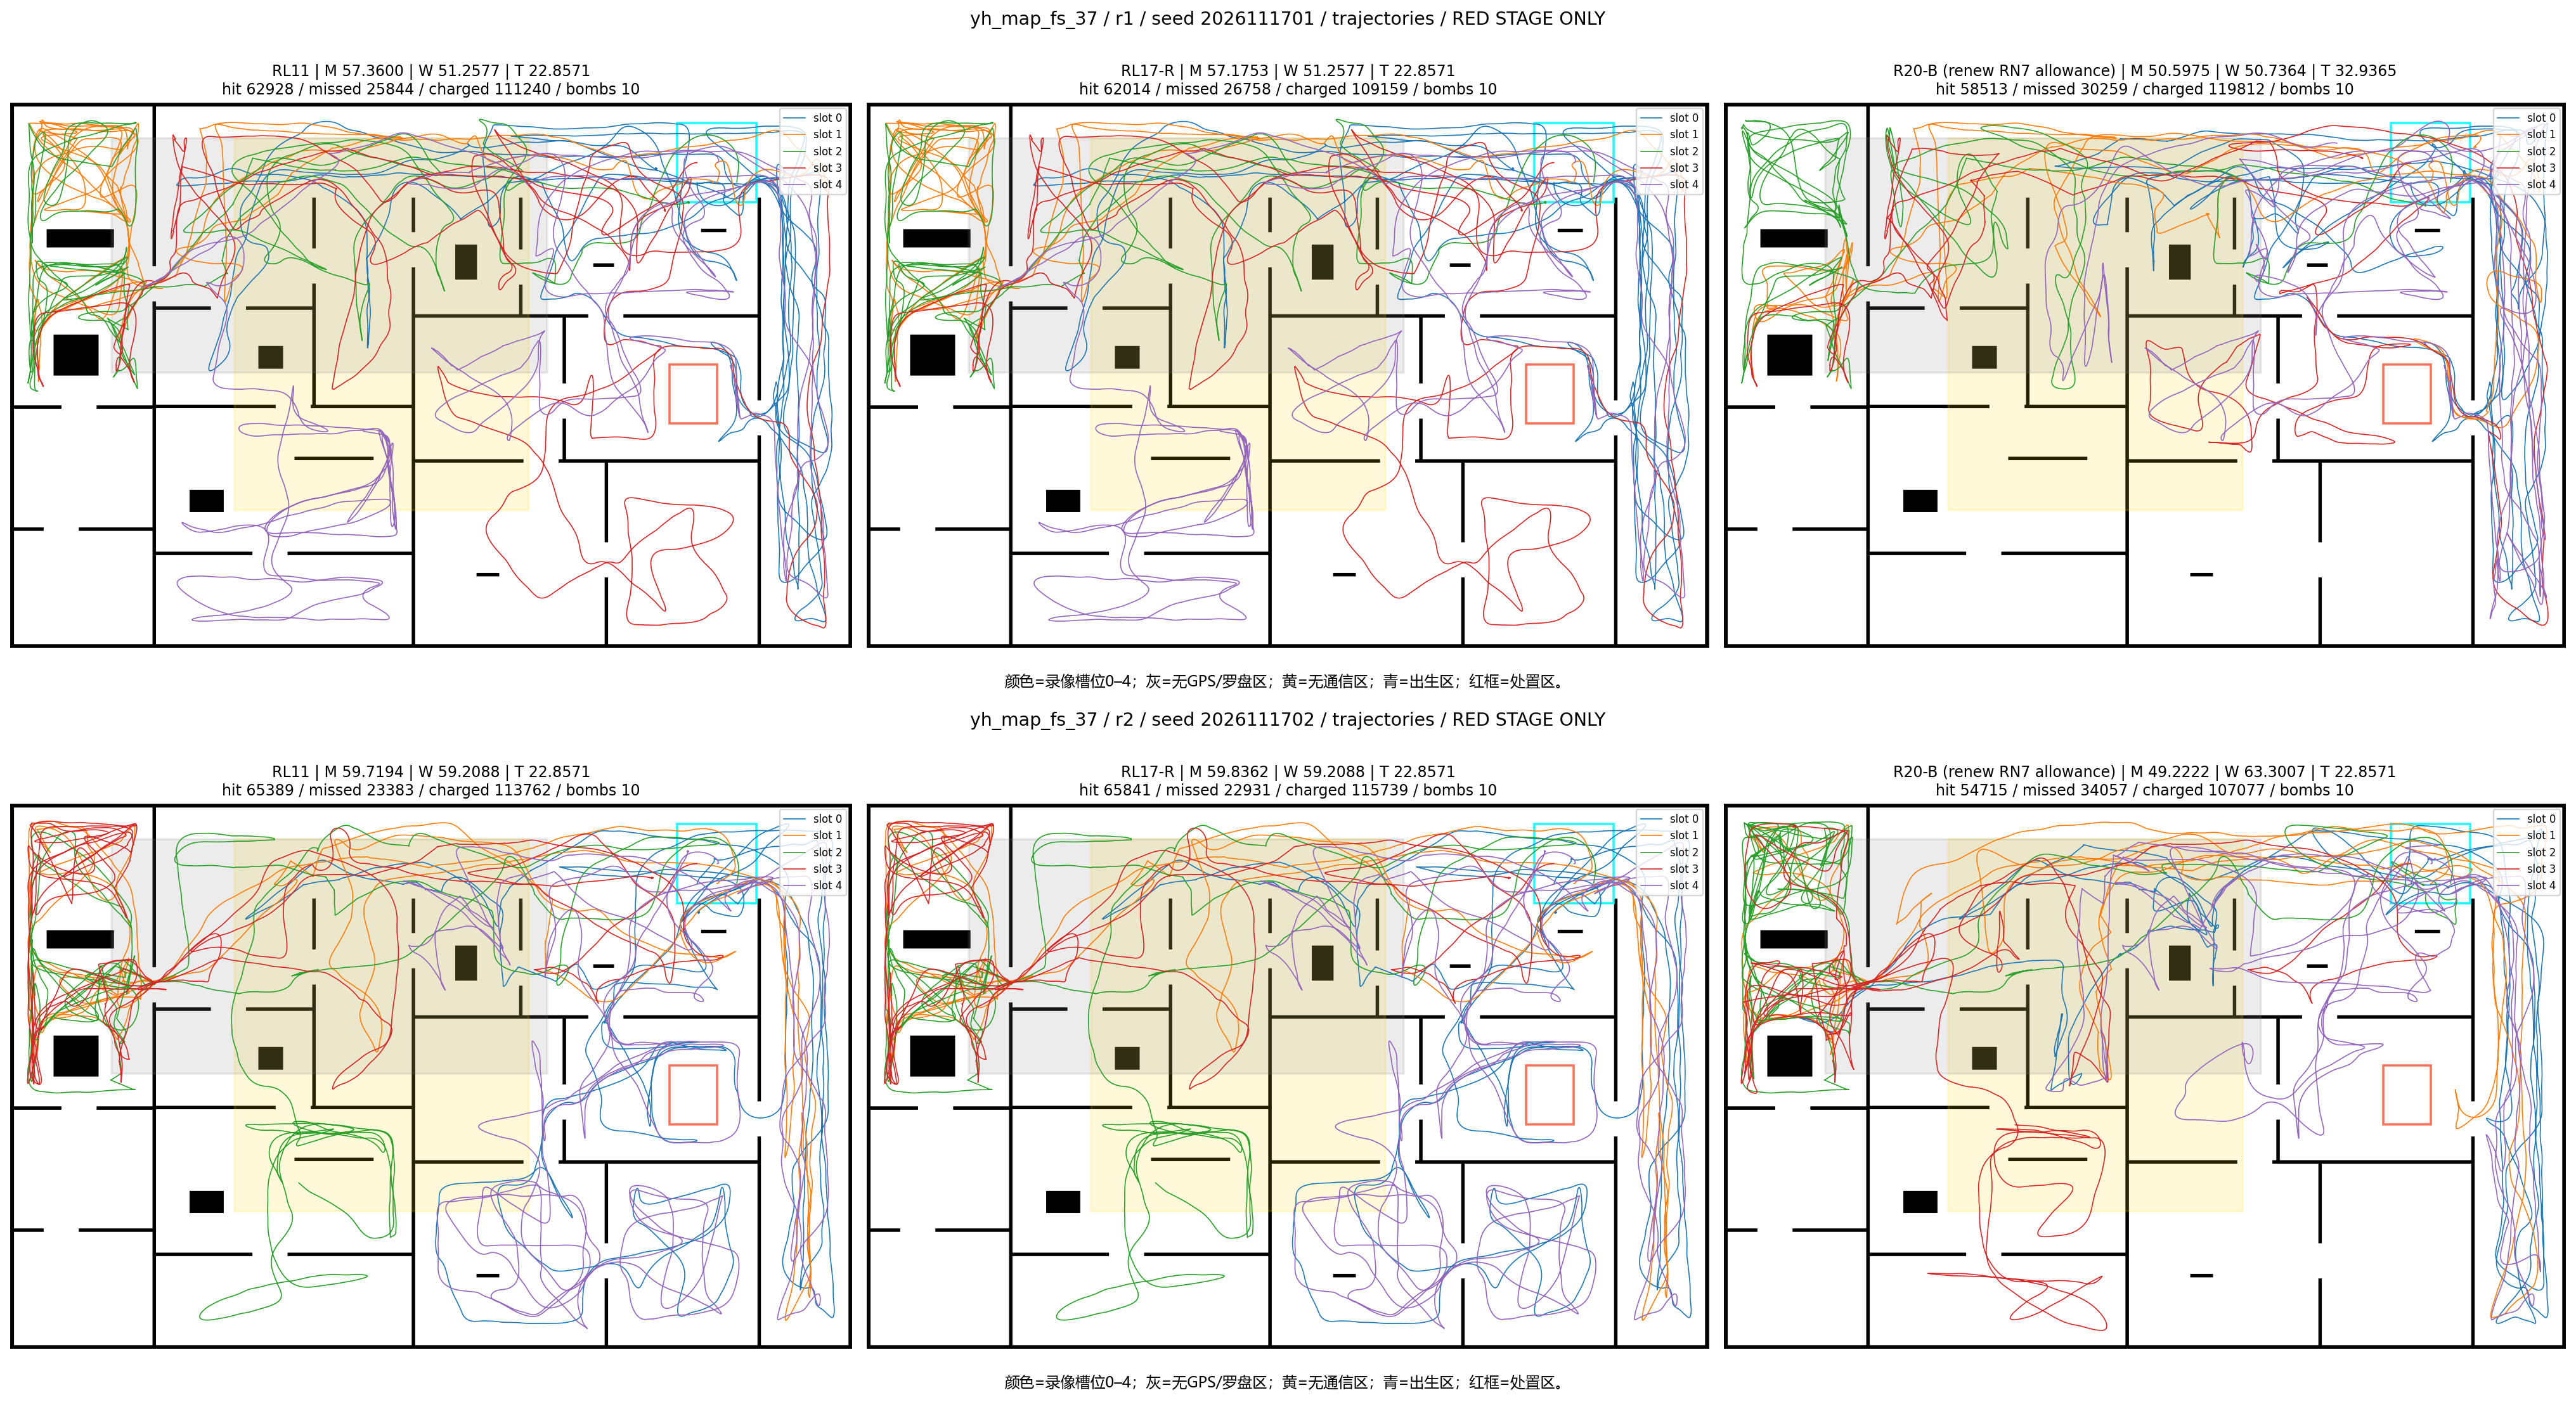 yh_map_fs_37 / r1 / seed 2026111701 / trajectories / RED STAGE ONLY
RL11 | M 57.3600 | W 51.2577 | T 22.8571
hit 62928 / missed 25844 / charged 111240 / bombs 10
slot 0
slot 1
slot 2
slot 3
slot 4
RL17-R | M 57.1753 | W 51.2577 | T 22.8571
hit 62014 / missed 26758 / charged 109159 / bombs 10
slot 0
slot 1
slot 2
slot 3
slot 4
R20-B (renew RN7 allowance) | M 50.5975 | W 50.7364 | T 32.9365
hit 58513 / missed 30259 / charged 119812 / bombs 10
slot 0
slot 1
slot 2
slot 3
slot 4
颜色=录像槽位0—4；灰=无GPS/罗盘区；黄=无通信区；青=出生区；红框=处置区。
yh_map_fs_37 / r2 / seed 2026111702 / trajectories / RED STAGE ONLY
RL11 | M 59.7194 | W 59.2088 | T 22.8571
hit 65389 / missed 23383 / charged 113762 / bombs 10
slot 0
slot 1
slot 2
slot 3
slot 4
RL17-R | M 59.8362 | W 59.2088 | T 22.8571
hit 65841 / missed 22931 / charged 115739 / bombs 10
slot 0
slot 1
slot 2
slot 3
slot 4
R20-B (renew RN7 allowance) | M 49.2222 | W 63.3007 | T 22.8571
hit 54715 / missed 34057 / charged 107077 / bombs 10
slot 0
slot 1
slot 2
slot 3
slot 4
颜色=录像槽位0—4；灰=无GPS/罗盘区；黄=无通信区；青=出生区；红框=处置区。